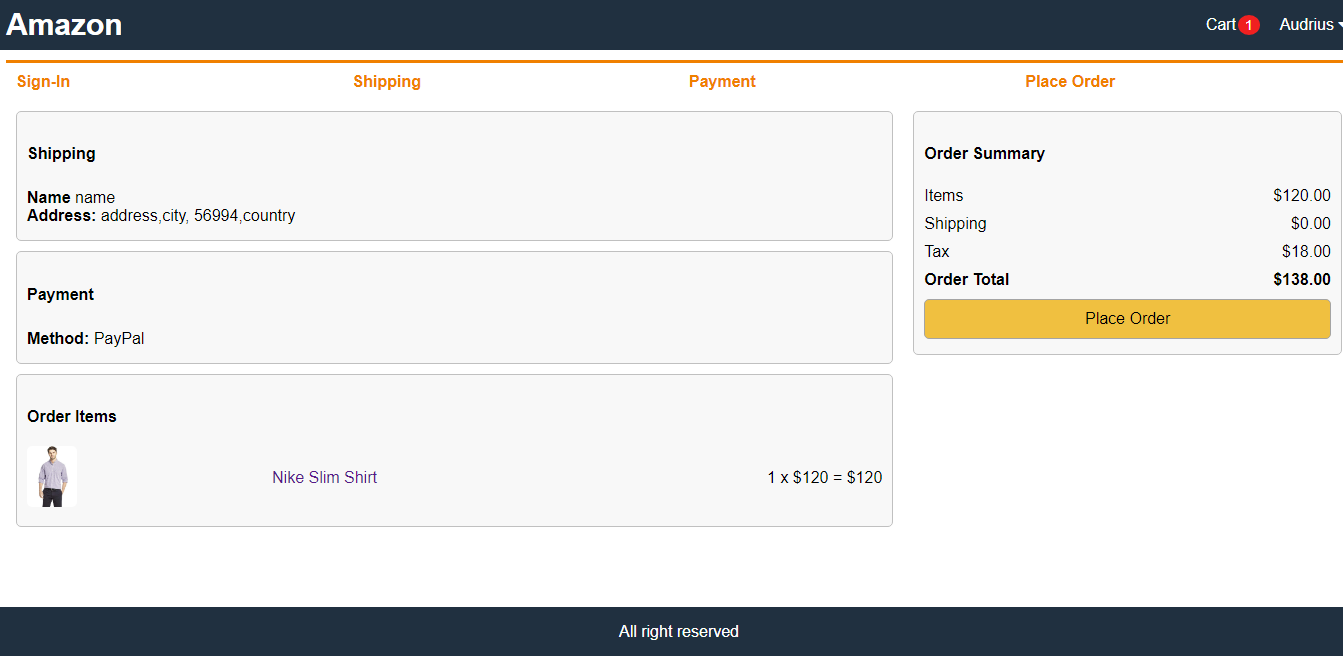 Amazon
Cart 1 Audrius
Sign-In Shipping Payment Place Order
Shipping
Name name
Address: address,city, 56994,country
Payment
Method: PayPal
Order Items
Nike Slim Shirt 1 x $120 = $120
Order Summary
Items $120.00
Shipping $0.00
Tax $18.00
Order Total $138.00
Place Order
All right reserved